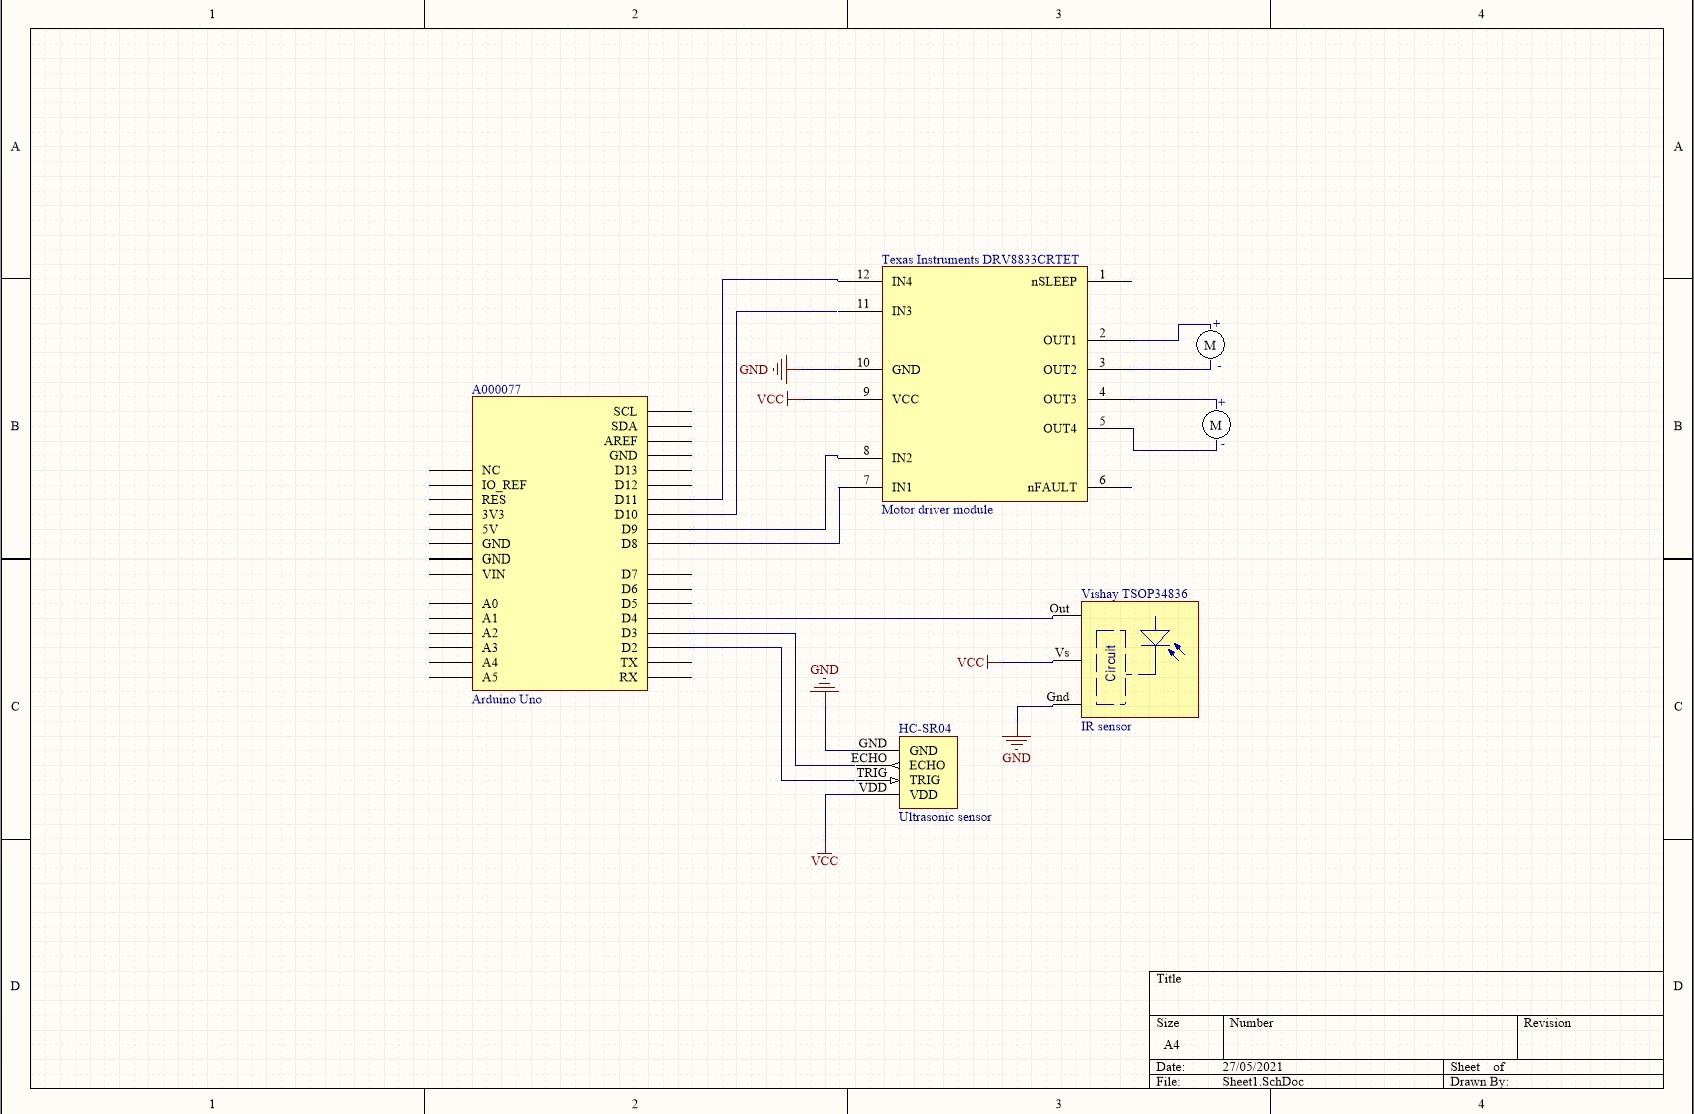 1 2 3 4
A A
B B
C C
D D
Texas Instruments DRV8833CRTET
12 IN4 nSLEEP 1
11 IN3
OUT1 2 + M -
GND 10 GND OUT2 3
VCC 9 VCC OUT3 4 + M -
OUT4 5
8 IN2
7 IN1 nFAULT 6
Motor driver module
A000077
SCL
SDA
AREF
GND
NC D13
IO_REF D12
RES D11
3V3 D10
5V D9
GND D8
GND
VIN D7
D6
A0 D5
A1 D4
A2 D3
A3 D2
A4 TX
A5 RX
Arduino Uno
Vishay TSOP34836
Out
VCC Vs
Circuit
Gnd
GND
IR sensor
GND
HC-SR04
GND GND
ECHO ECHO
TRIG TRIG
VDD VDD
Ultrasonic sensor
VCC
Title
Size Number Revision
A4
Date: 27/05/2021 Sheet of
File: Sheet1.SchDoc Drawn By:
1 2 3 4